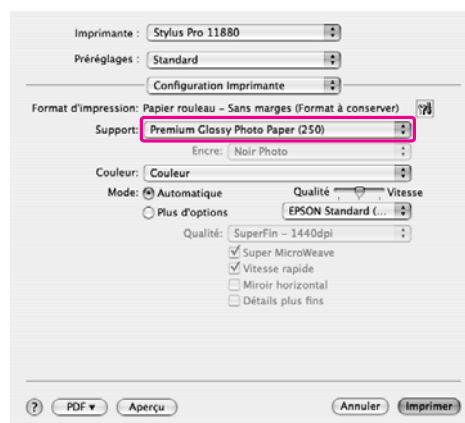 Imprimante : Stylus Pro 11880
Préréglages : Standard
Configuration Imprimante
Format d'impression: Papier rouleau – Sans marges (Format à conserver)
Support: Premium Glossy Photo Paper (250)
Encre: Noir Photo
Couleur: Couleur
Mode: Automatique Qualité Vitesse
Plus d'options EPSON Standard (...
Qualité: SuperFin – 1440dpi
Super MicroWeave
Vitesse rapide
Miroir horizontal
Détails plus fins
? PDF Aperçu Annuler Imprimer